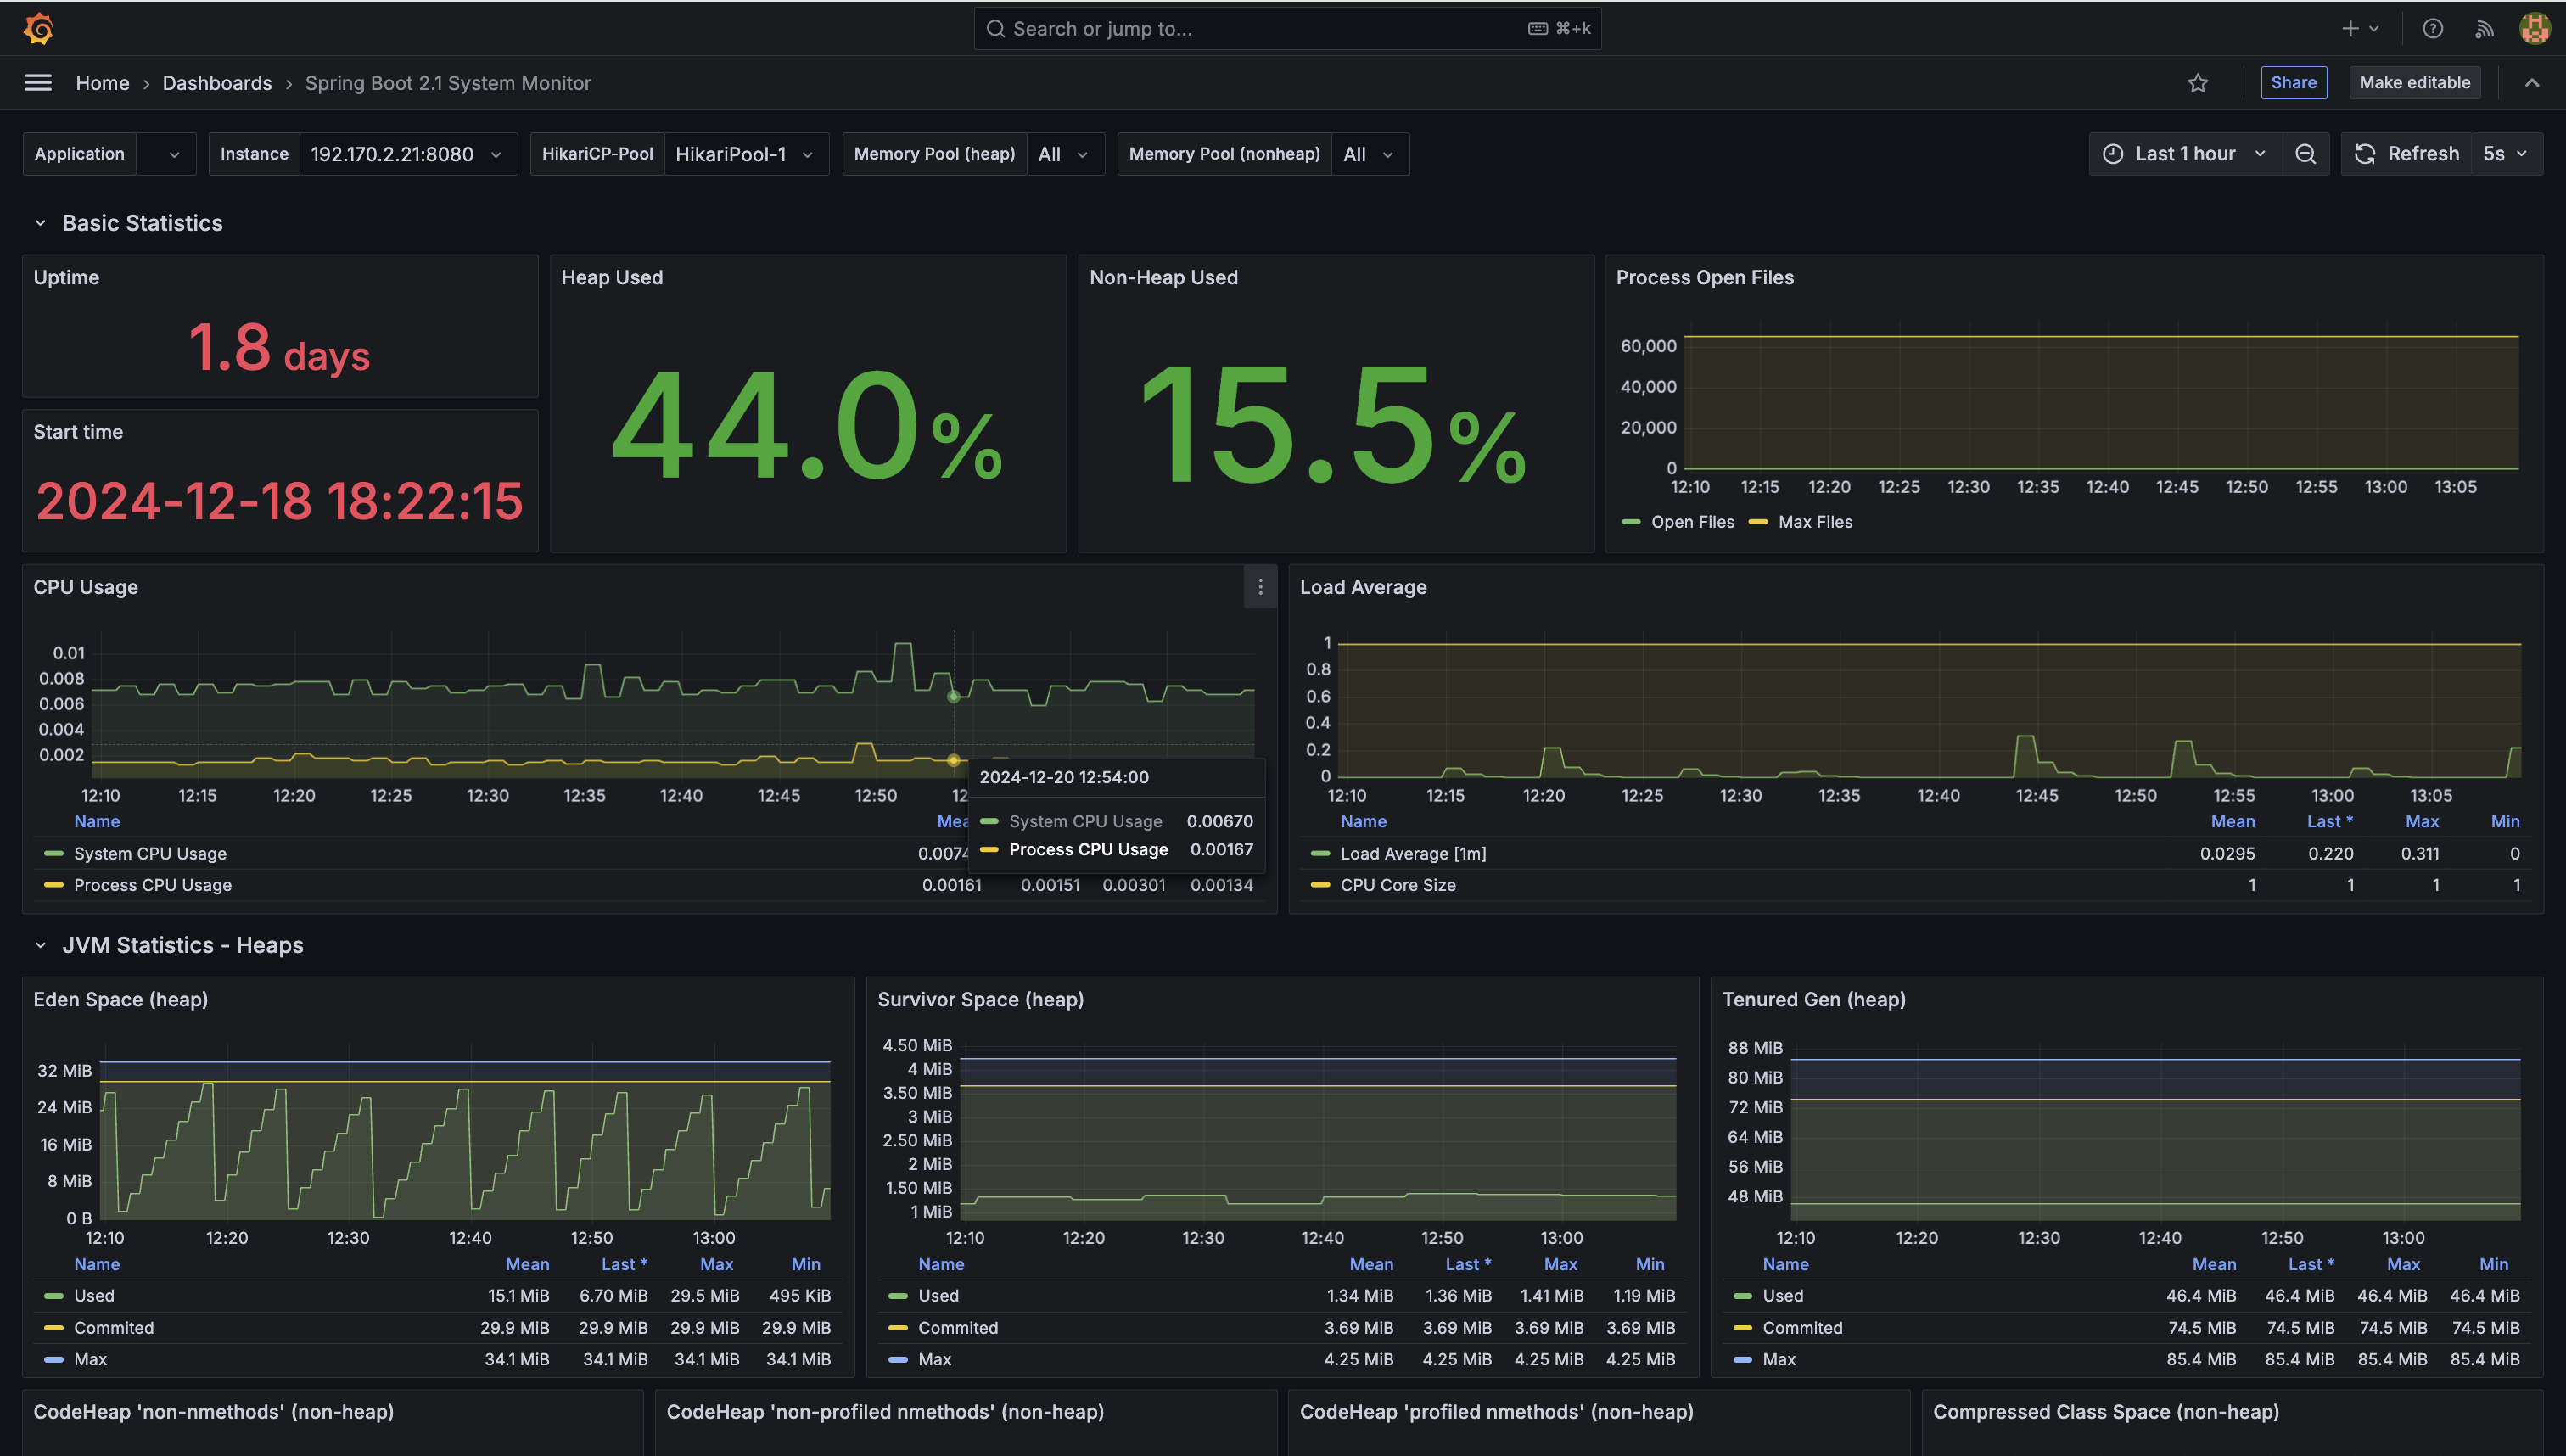 Search or jump to...
⌘+k
Home › Dashboards › Spring Boot 2.1 System Monitor
Share
Make editable
Application
Instance 192.170.2.21:8080
HikariCP-Pool HikariPool-1
Memory Pool (heap) All
Memory Pool (nonheap) All
Last 1 hour
Refresh 5s
Basic Statistics
Uptime
1.8 days
Start time
2024-12-18 18:22:15
Heap Used
44.0%
Non-Heap Used
15.5%
Process Open Files
60,000
40,000
20,000
0
12:10 12:15 12:20 12:25 12:30 12:35 12:40 12:45 12:50 12:55 13:00 13:05
Open Files Max Files
CPU Usage
0.01
0.008
0.006
0.004
0.002
12:10 12:15 12:20 12:25 12:30 12:35 12:40 12:45 12:50
Name
System CPU Usage
Process CPU Usage 0.00161 0.00151 0.00301 0.00134
2024-12-20 12:54:00
System CPU Usage 0.00670
Process CPU Usage 0.00167
Load Average
1
0.8
0.6
0.4
0.2
0
12:10 12:15 12:20 12:25 12:30 12:35 12:40 12:45 12:50 12:55 13:00 13:05
Name Mean Last * Max Min
Load Average [1m] 0.0295 0.220 0.311 0
CPU Core Size 1 1 1 1
JVM Statistics - Heaps
Eden Space (heap)
32 MiB
24 MiB
16 MiB
8 MiB
0 B
12:10 12:20 12:30 12:40 12:50 13:00
Name Mean Last * Max Min
Used 15.1 MiB 6.70 MiB 29.5 MiB 495 KiB
Commited 29.9 MiB 29.9 MiB 29.9 MiB 29.9 MiB
Max 34.1 MiB 34.1 MiB 34.1 MiB 34.1 MiB
Survivor Space (heap)
4.50 MiB
4 MiB
3.50 MiB
3 MiB
2.50 MiB
2 MiB
1.50 MiB
1 MiB
12:10 12:20 12:30 12:40 12:50 13:00
Name Mean Last * Max Min
Used 1.34 MiB 1.36 MiB 1.41 MiB 1.19 MiB
Commited 3.69 MiB 3.69 MiB 3.69 MiB 3.69 MiB
Max 4.25 MiB 4.25 MiB 4.25 MiB 4.25 MiB
Tenured Gen (heap)
88 MiB
80 MiB
72 MiB
64 MiB
56 MiB
48 MiB
12:10 12:20 12:30 12:40 12:50 13:00
Name Mean Last * Max Min
Used 46.4 MiB 46.4 MiB 46.4 MiB 46.4 MiB
Commited 74.5 MiB 74.5 MiB 74.5 MiB 74.5 MiB
Max 85.4 MiB 85.4 MiB 85.4 MiB 85.4 MiB
CodeHeap 'non-nmethods' (non-heap)
CodeHeap 'non-profiled nmethods' (non-heap)
CodeHeap 'profiled nmethods' (non-heap)
Compressed Class Space (non-heap)